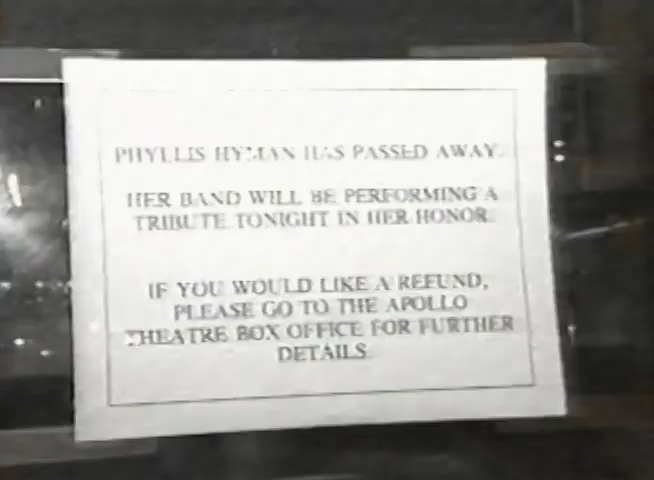 PHYLLIS HYMAN HAS PASSED AWAY.
HER BAND WILL BE PERFORMING A
TRIBUTE TONIGHT IN HER HONOR.
IF YOU WOULD LIKE A REFUND,
PLEASE GO TO THE APOLLO
THEATRE BOX OFFICE FOR FURTHER
DETAILS.